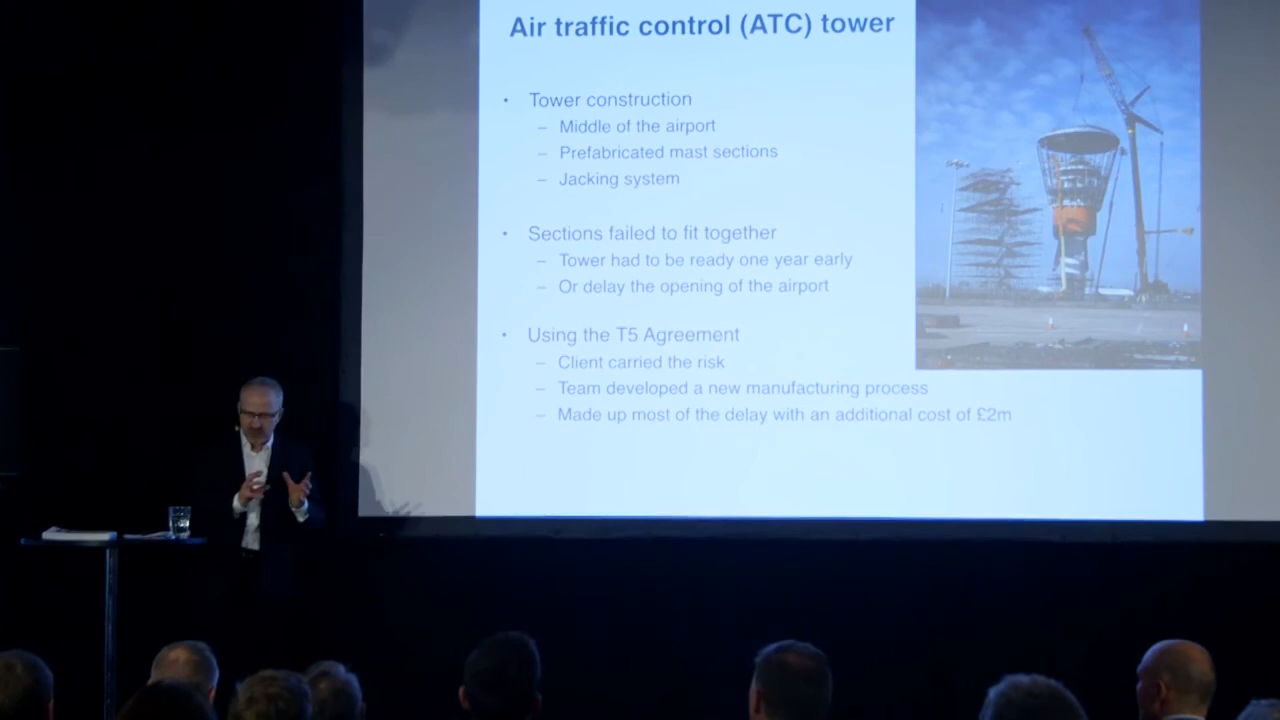 Air traffic control (ATC) tower
• Tower construction
– Middle of the airport
– Prefabricated mast sections
– Jacking system
• Sections failed to fit together
– Tower had to be ready one year early
– Or delay the opening of the airport
• Using the T5 Agreement
– Client carried the risk
– Team developed a new manufacturing process
– Made up most of the delay with an additional cost of £2m